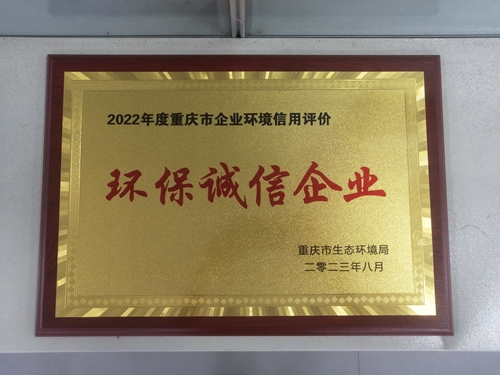 2022年度重庆市企业环境信用评价
环保诚信企业
重庆市生态环境局
二零二三年八月